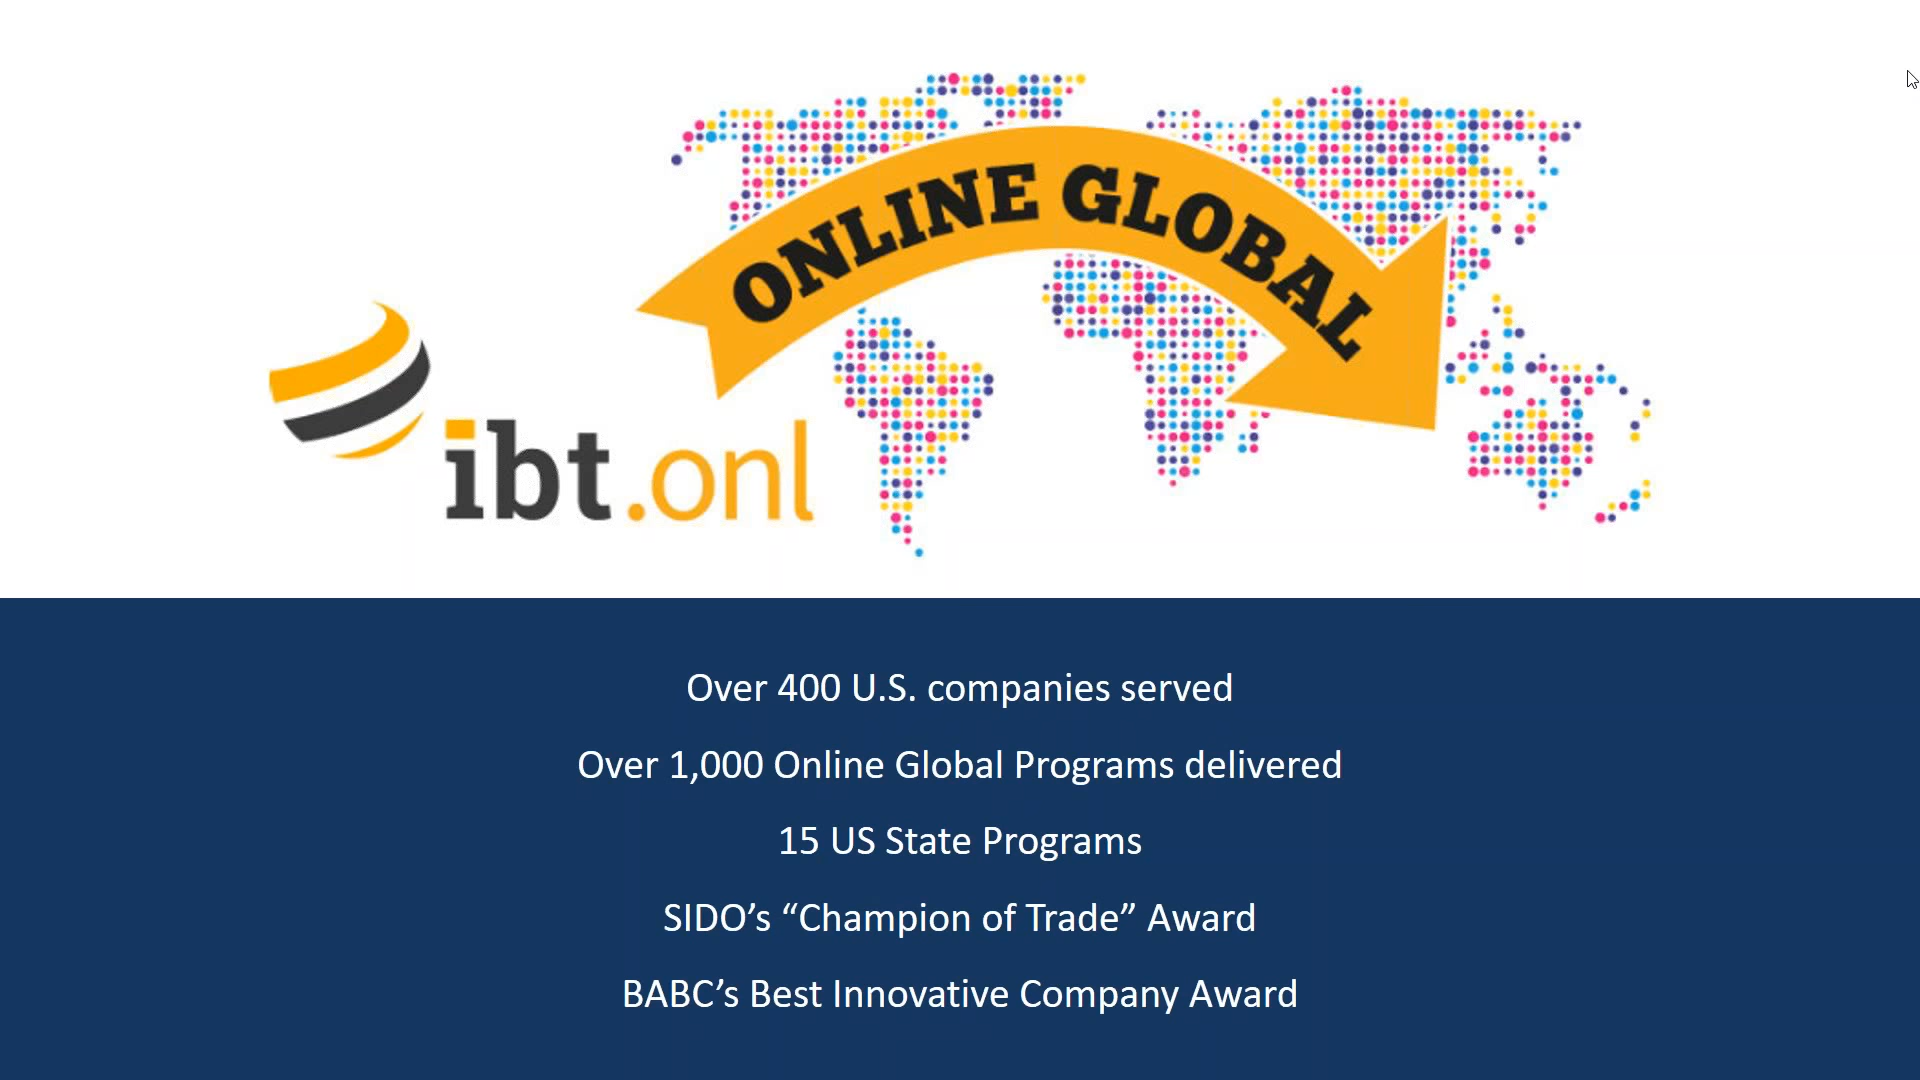 ONLINE GLOBAL
ibt.onl
Over 400 U.S. companies served
Over 1,000 Online Global Programs delivered
15 US State Programs
SIDO’s “Champion of Trade” Award
BABC’s Best Innovative Company Award